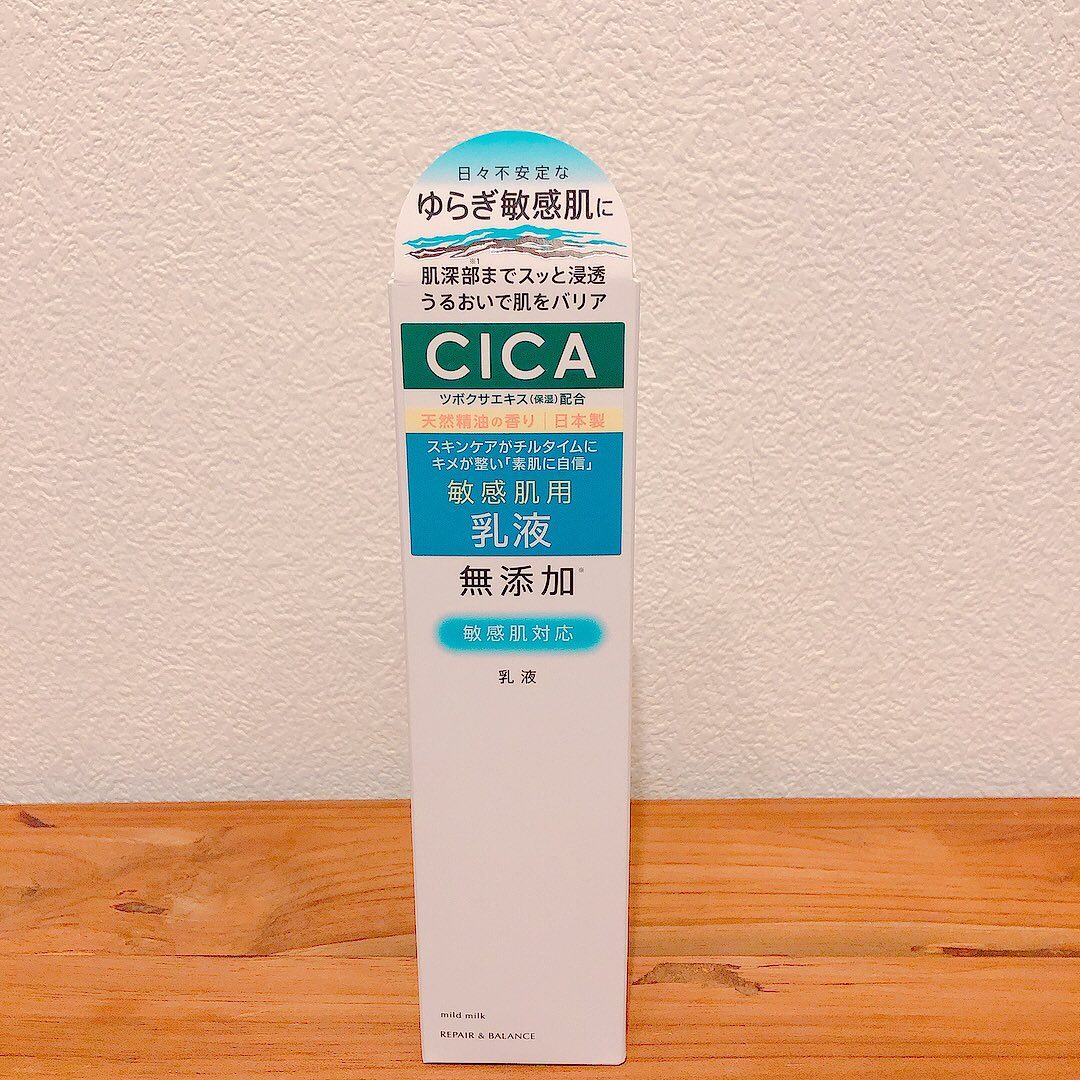 日々不安定な
ゆらぎ敏感肌に
※1
肌深部までスッと浸透
うるおいで肌をバリア
CICA
ツボクサエキス(保湿)配合
天然精油の香り|日本製
スキンケアがチルタイムに
キメが整い「素肌に自信」
敏感肌用
乳液
無添加※
敏感肌対応
乳液
mild milk
REPAIR & BALANCE